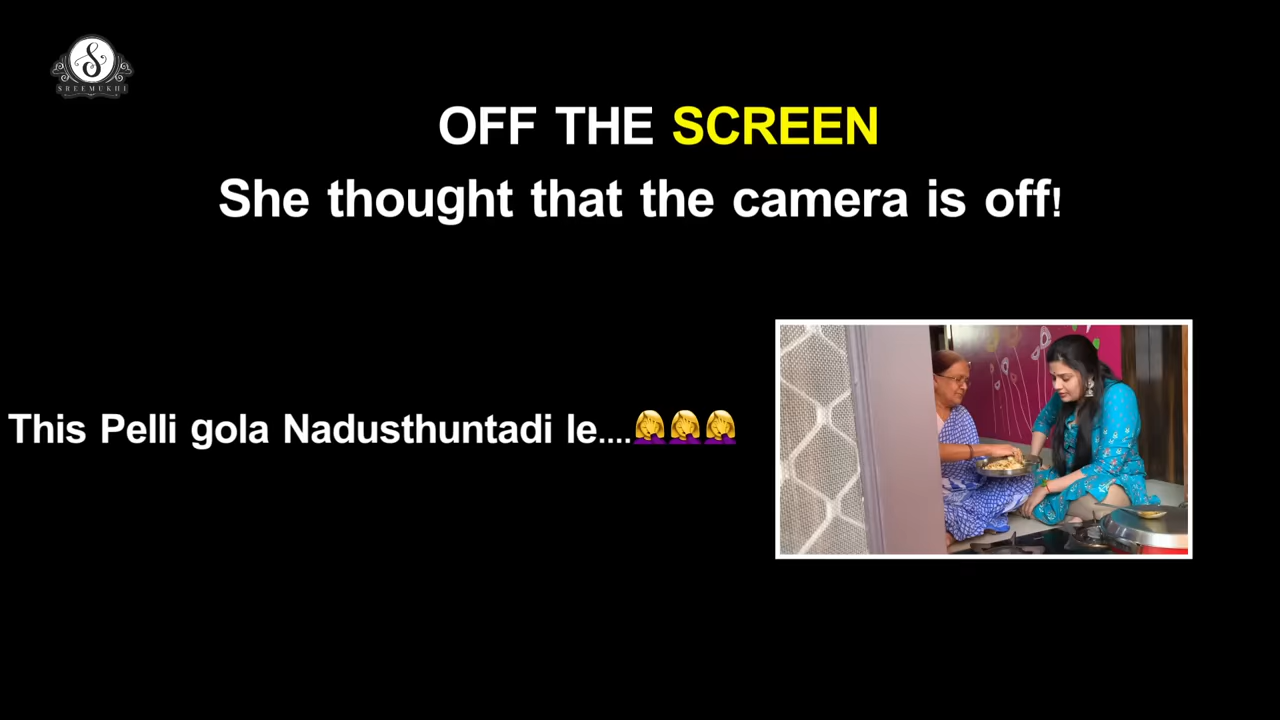 S
SREEMUKHI
OFF THE SCREEN
She thought that the camera is off!
This Pelli gola Nadusthuntadi le....🤦‍♀️🤦‍♀️🤦‍♀️